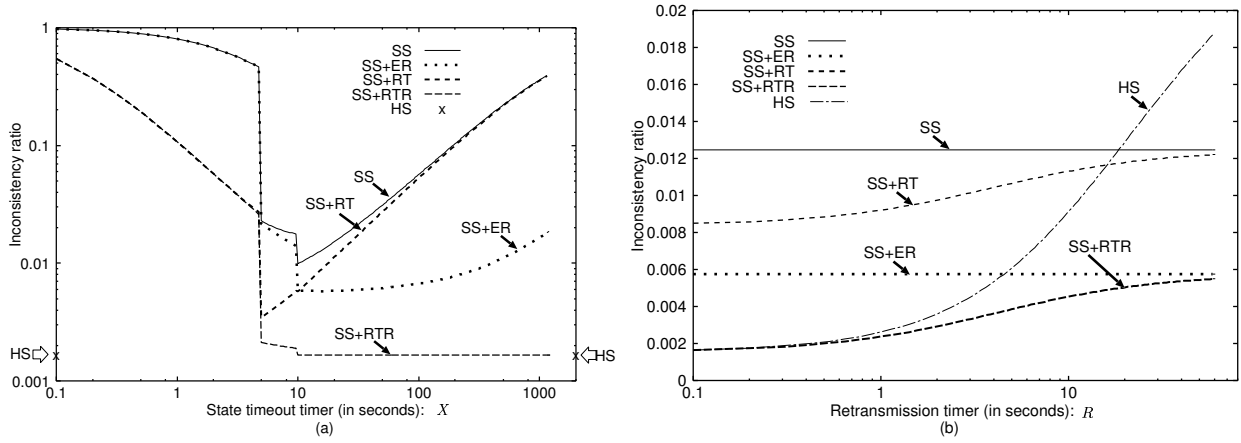 1
0.1
0.01
0.001
Inconsistency ratio
SS
SS+ER
SS+RT
SS+RTR
HS
x
SS
SS+RT
SS+ER
SS+RTR
HS
x
x
HS
0.1
1
10
100
1000
State timeout timer (in seconds): X
(a)
0.02
0.018
0.016
0.014
0.012
0.01
0.008
0.006
0.004
0.002
0
Inconsistency ratio
SS
SS+ER
SS+RT
SS+RTR
HS
HS
SS
SS+RT
SS+ER
SS+RTR
0.1
1
10
Retransmission timer (in seconds): R
(b)